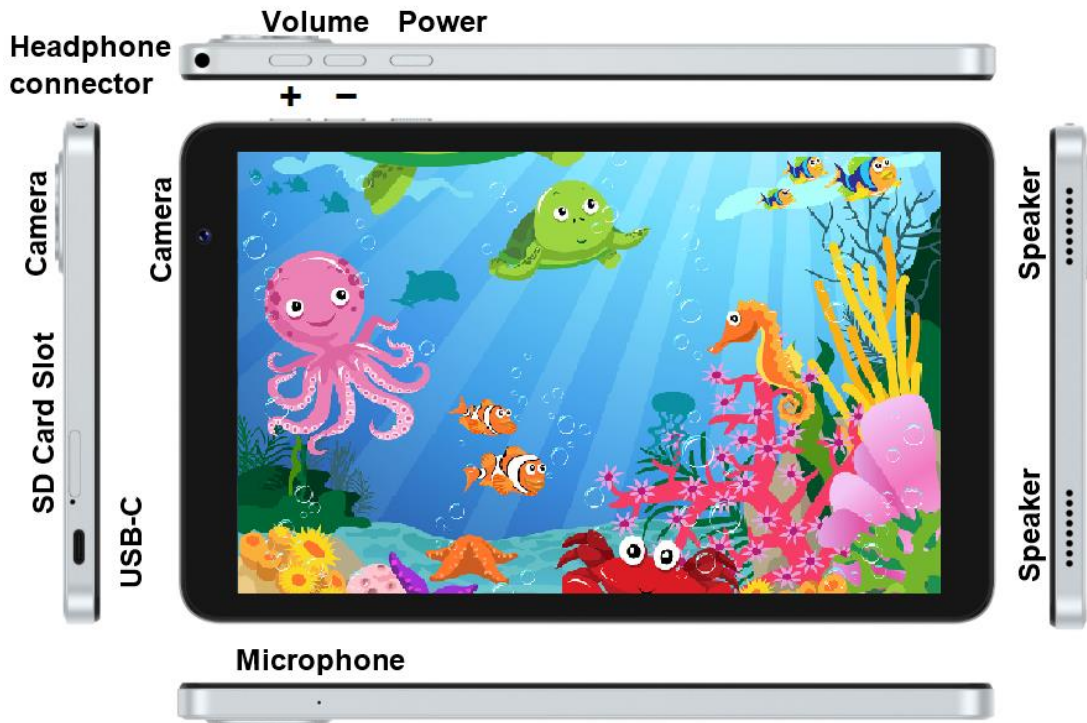 Volume Power
Headphone
connector
+ −
Camera
Camera
Speaker
SD Card Slot
USB-C
Speaker
Microphone